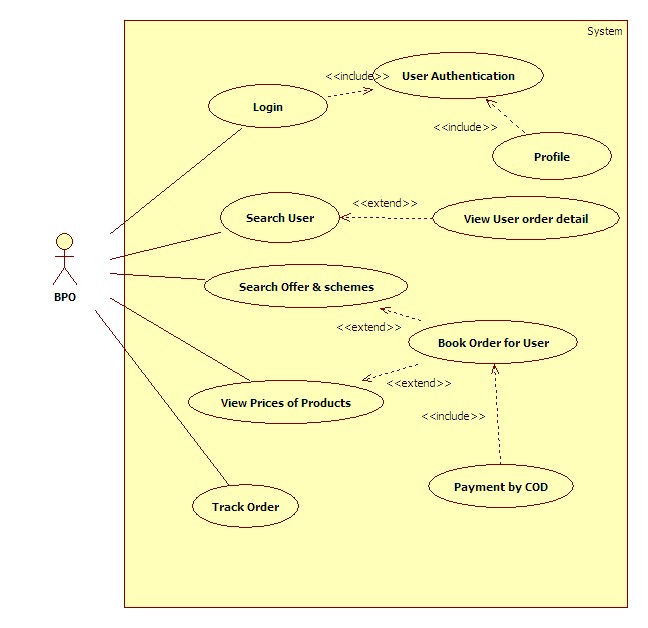 System
<<include>>
User Authentication
Login
<<include>>
Profile
<<extend>>
Search User
View User order detail
BPO
Search Offer & schemes
<<extend>>
Book Order for User
<<extend>>
View Prices of Products
<<include>>
Payment by COD
Track Order